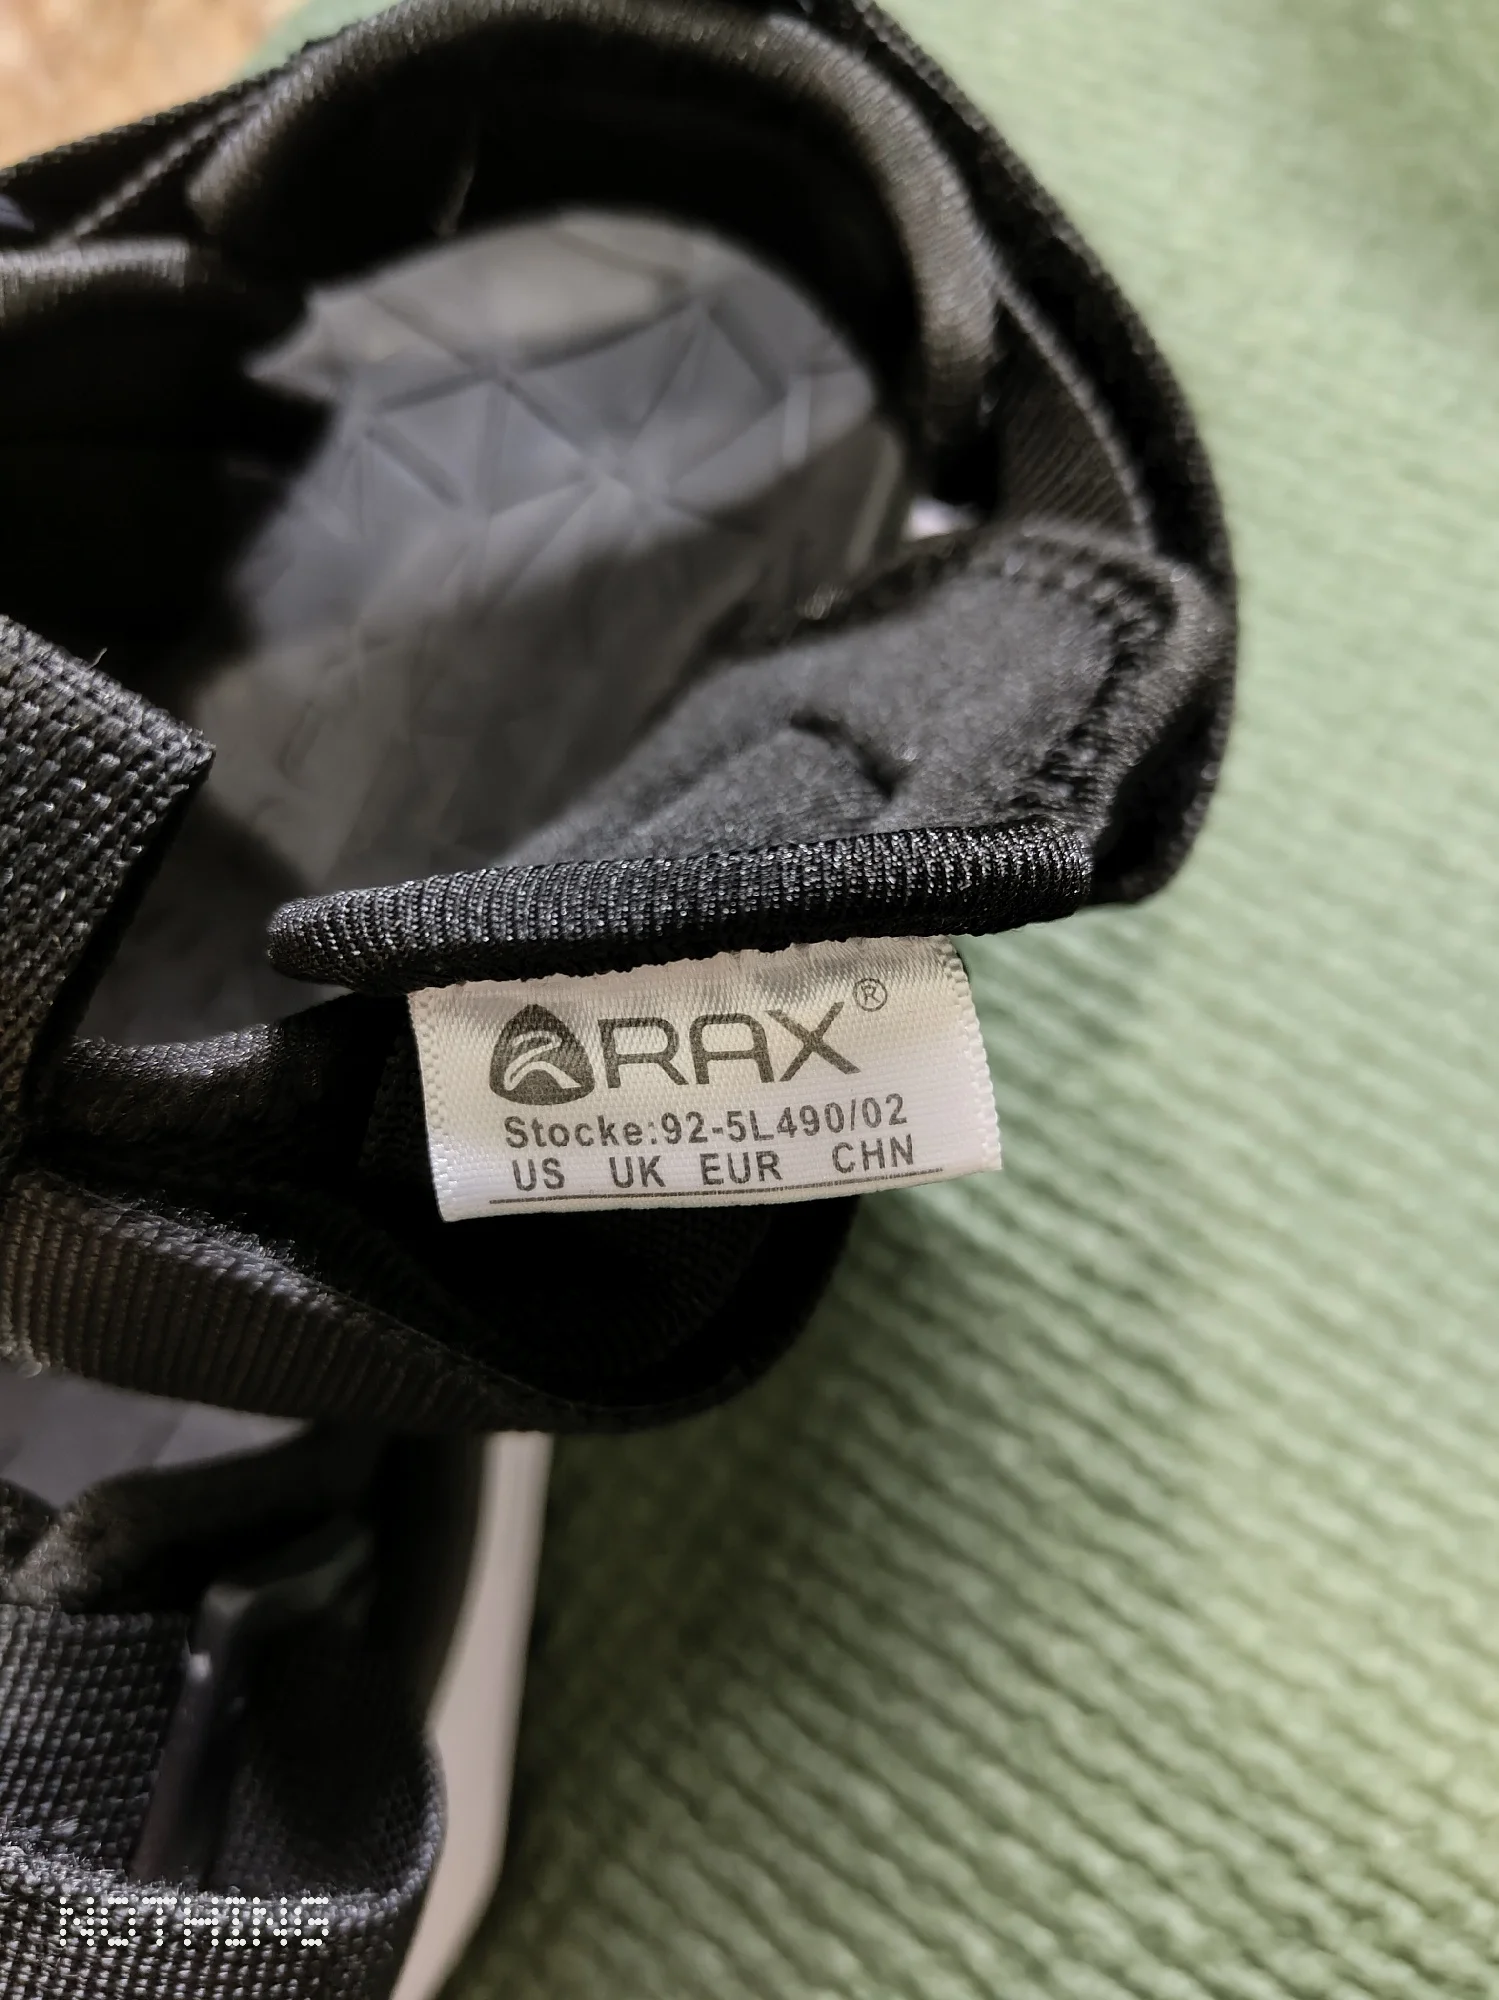 RAX®
Stocke:92-5L490/02
US UK EUR CHN
NOTHING